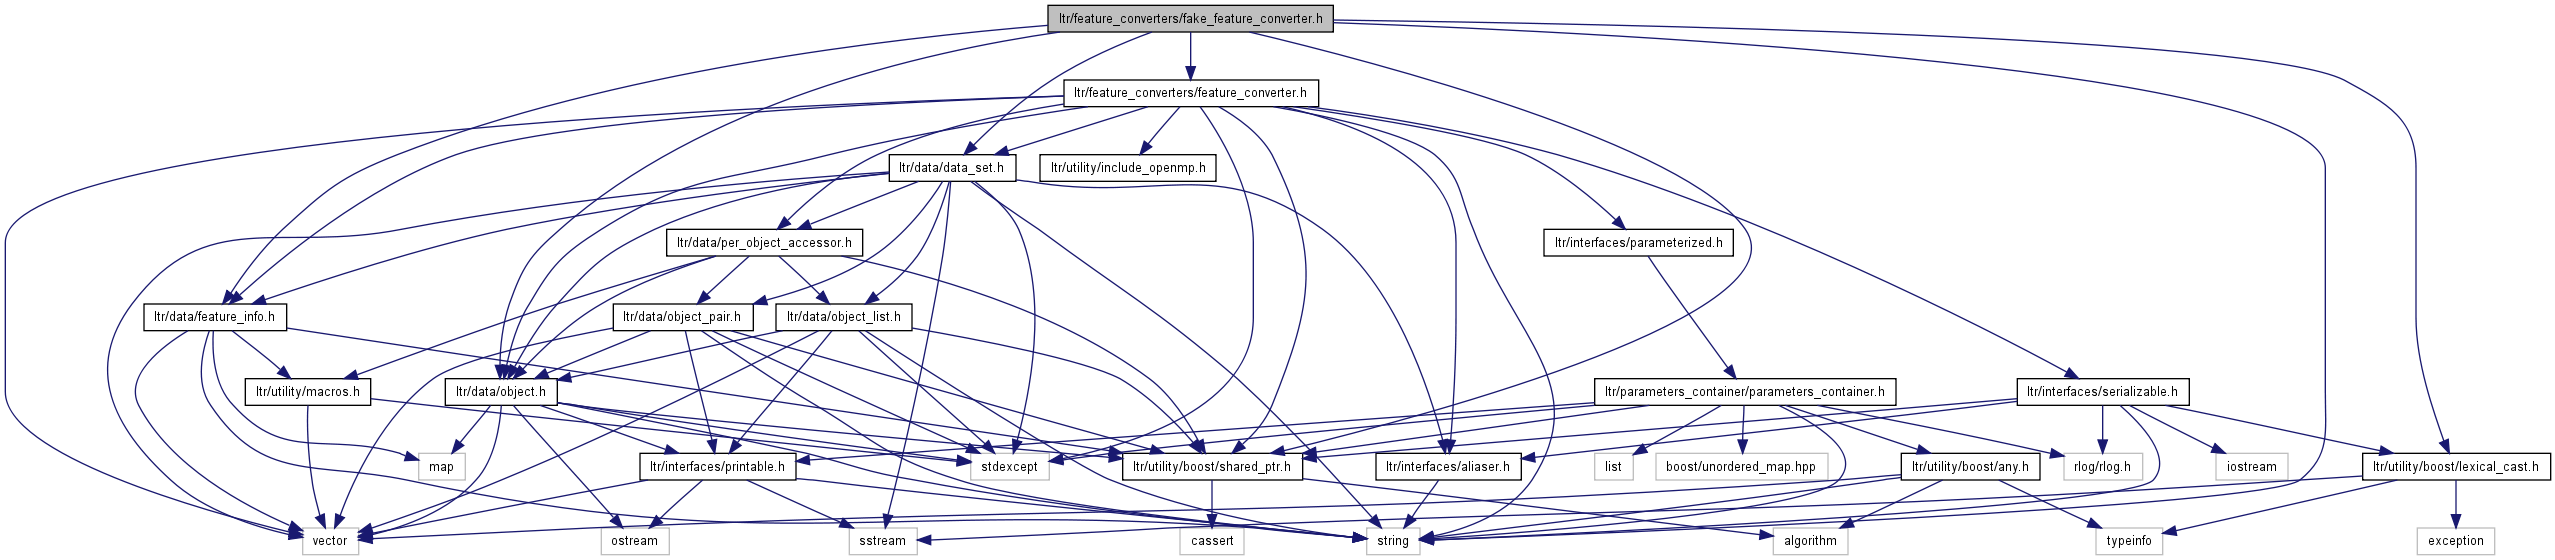 ltr/feature_converters/fake_feature_converter.h
ltr/feature_converters/feature_converter.h
ltr/data/data_set.h
ltr/utility/include_openmp.h
ltr/data/per_object_accessor.h
ltr/interfaces/parameterized.h
ltr/data/feature_info.h
ltr/data/object_pair.h
ltr/data/object_list.h
ltr/utility/macros.h
ltr/data/object.h
ltr/parameters_container/parameters_container.h
ltr/interfaces/serializable.h
map
ltr/interfaces/printable.h
stdexcept
ltr/utility/boost/shared_ptr.h
ltr/interfaces/aliaser.h
list
boost/unordered_map.hpp
ltr/utility/boost/any.h
rlog/rlog.h
iostream
ltr/utility/boost/lexical_cast.h
vector
ostream
sstream
cassert
string
algorithm
typeinfo
exception